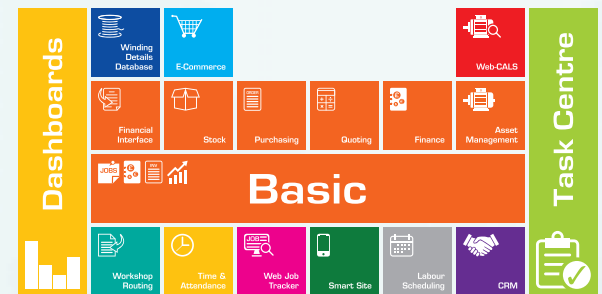 Dashboards
Winding
Details
Database
E-Commerce
Web-CALS
Financial
Interface
Stock
Purchasing
Quoting
Finance
Asset
Management
JOBS
Basic
Workshop
Routing
Time &
Attendance
JOB
Web Job
Tracker
Smart Site
Labour
Scheduling
CRM
Task Centre